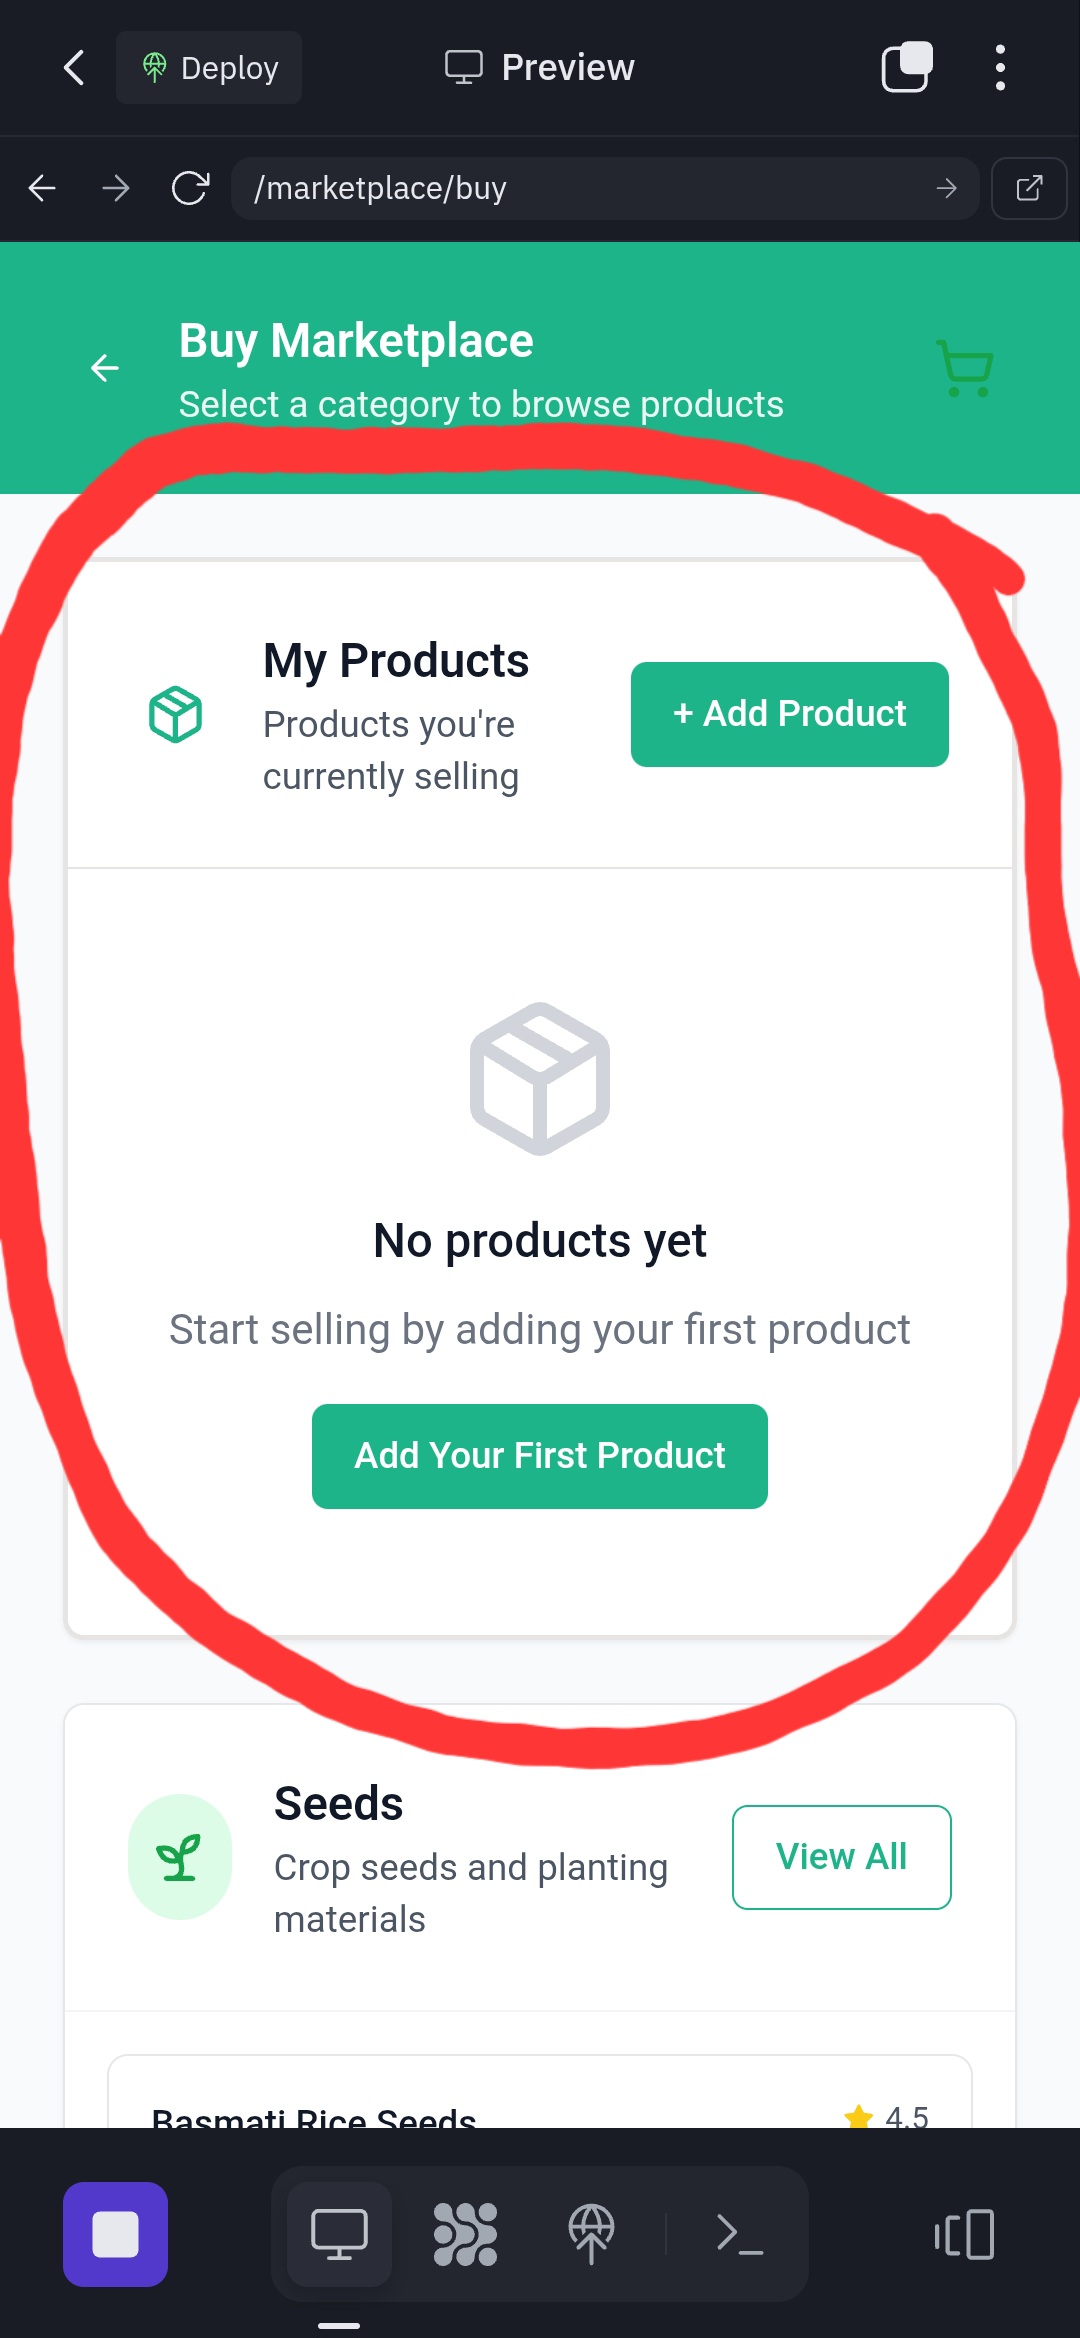 Deploy
Preview
/marketplace/buy
Buy Marketplace
Select a category to browse products
My Products
Products you're
currently selling
+ Add Product
No products yet
Start selling by adding your first product
Add Your First Product
Seeds
Crop seeds and planting
materials
View All
Basmati Rice Seeds
4.5